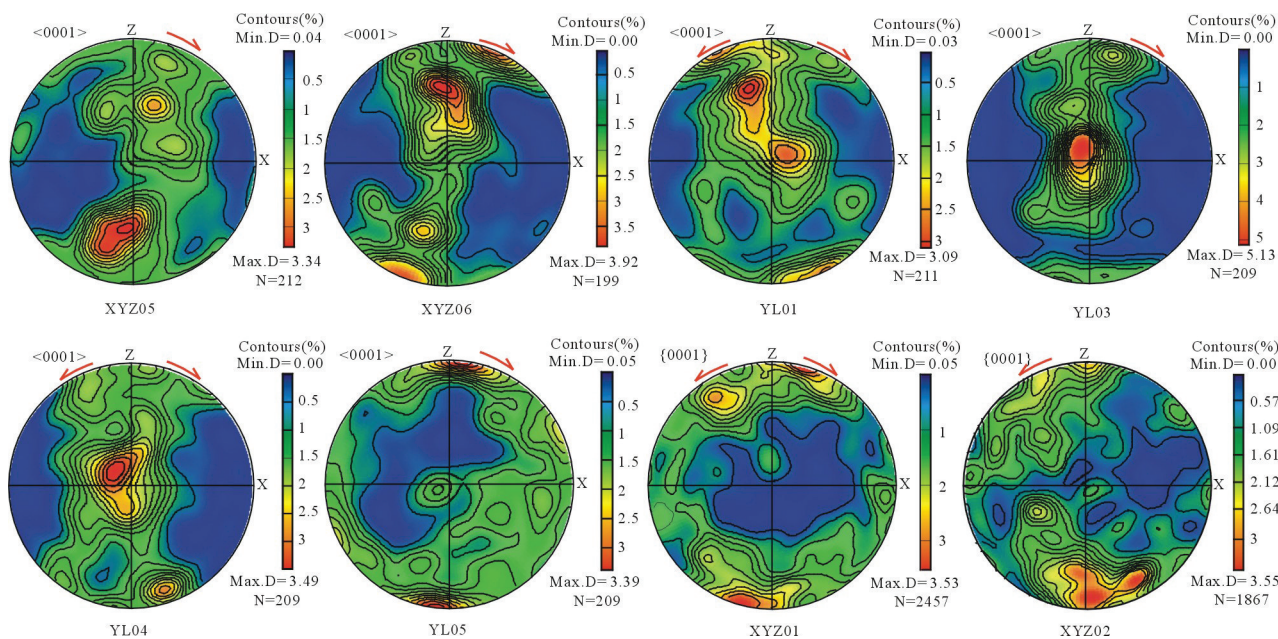 <0001>
Z
Contours(%)
Min.D=0.04
0.5
1
1.5
2
2.5
3
X
Max.D=3.34
N=212
XYZ05
<0001>
Z
Contours(%)
Min.D=0.00
0.5
1
1.5
2
2.5
3.0
3.5
X
Max.D=3.92
N=199
XYZ06
<0001>
Z
Contours(%)
Min.D=0.03
0.5
1
1.5
2
2.5
3
X
Max.D=3.09
N=211
YL01
<0001>
Z
Contours(%)
Min.D=0.00
1
2
3
4
5
X
Max.D=5.13
N=209
YL03
<0001>
Z
Contours(%)
Min.D=0.00
0.5
1
1.5
2
2.5
3
X
Max.D=3.49
N=209
YL04
<0001>
Z
Contours(%)
Min.D=0.05
0.5
1
1.5
2
2.5
3
X
Max.D=3.39
N=209
YL05
{0001}
Z
Contours(%)
Min.D=0.05
1
2
3
X
Max.D=3.53
N=2457
XYZ01
{0001}
Z
Contours(%)
Min.D=0.00
0.57
1.09
1.61
2.12
2.64
3
X
Max.D=3.55
N=1867
XYZ02